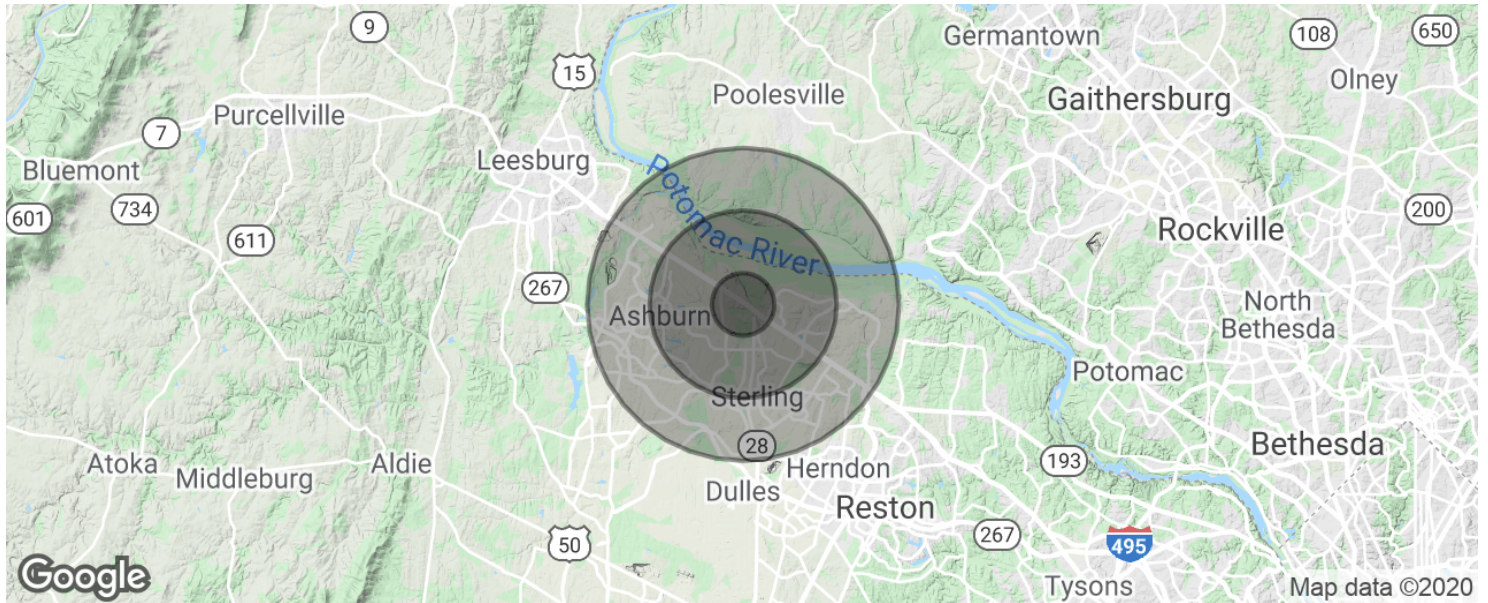 9
Germantown
108
650
15
Olney
Poolesville
Gaithersburg
Purcellville
7
Leesburg
Bluemont
Potomac River
734
601
200
611
Rockville
267
North
Bethesda
Ashburn
Potomac
Sterling
28
Bethesda
Atoka
Aldie
193
Middleburg
Herndon
Dulles
Reston
267
50
495
Google
Tysons
Map data ©2020